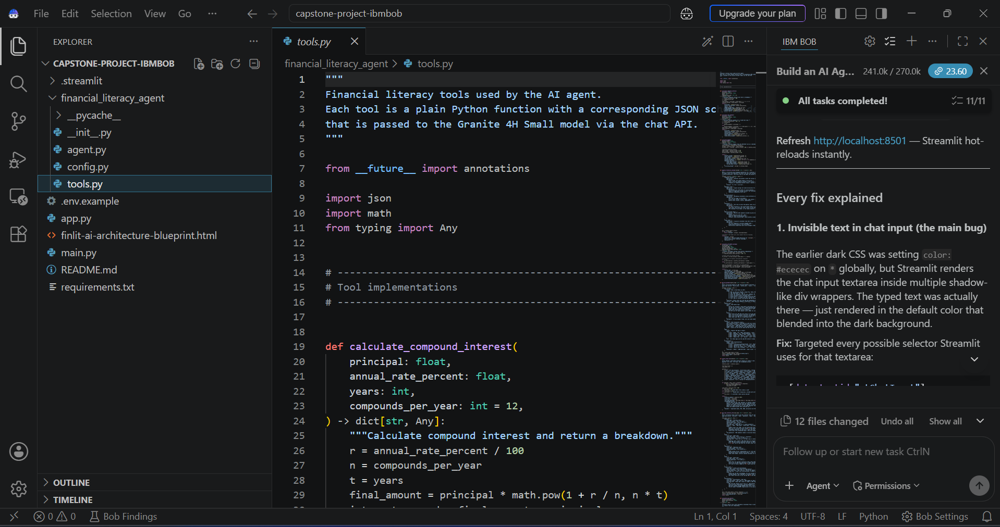 File Edit Selection View Go ··· capstone-project-ibmbob Upgrade your plan
EXPLORER
CAPSTONE-PROJECT-IBMBOB
.streamlit
financial_literacy_agent
__pycache__
__init__.py
agent.py
config.py
tools.py
.env.example
app.py
finlit-ai-architecture-blueprint.html
main.py
README.md
requirements.txt
OUTLINE
TIMELINE
tools.py
financial_literacy_agent > tools.py
1 """
2 Financial literacy tools used by the AI agent.
3 Each tool is a plain Python function with a corresponding JSON sc
4 that is passed to the Granite 4H Small model via the chat API.
5 """
6
7 from __future__ import annotations
8
9 import json
10 import math
11 from typing import Any
12
13
14 # ---------------------------------------------------------------
15 # Tool implementations
16 # ---------------------------------------------------------------
17
18
19 def calculate_compound_interest(
20 principal: float,
21 annual_rate_percent: float,
22 years: int,
23 compounds_per_year: int = 12,
24 ) -> dict[str, Any]:
25 """Calculate compound interest and return a breakdown."""
26 r = annual_rate_percent / 100
27 n = compounds_per_year
28 t = years
29 final_amount = principal * math.pow(1 + r / n, n * t)
IBM BOB
Build an AI Ag... 241.0k / 270.0k 23.60
All tasks completed! 11/11
Refresh http://localhost:8501 — Streamlit hot-
reloads instantly.
Every fix explained
1. Invisible text in chat input (the main bug)
The earlier dark CSS was setting color:
#ececec on * globally, but Streamlit renders
the chat input textarea inside multiple shadow-
like div wrappers. The typed text was actually
there — just rendered in the default color that
blended into the dark background.
Fix: Targeted every possible selector Streamlit
uses for that textarea:
12 files changed Undo all Show all
Follow up or start new task CtrlN
Agent Permissions
0 0 Bob Findings Ln 1, Col 1 Spaces: 4 UTF-8 LF Python Bob Settings